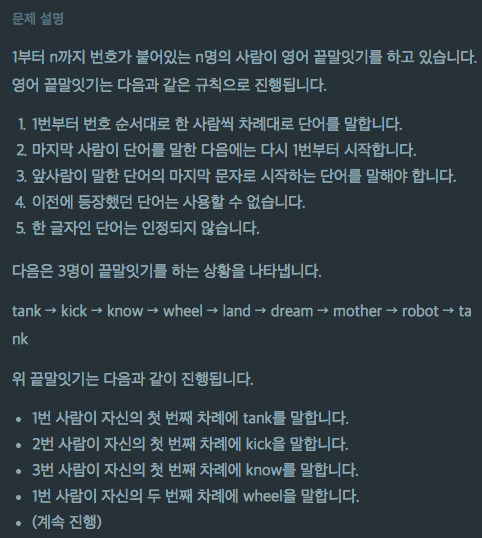 문제 설명
1부터 n까지 번호가 붙어있는 n명의 사람이 영어 끝말잇기를 하고 있습니다.
영어 끝말잇기는 다음과 같은 규칙으로 진행됩니다.
1. 1번부터 번호 순서대로 한 사람씩 차례대로 단어를 말합니다.
2. 마지막 사람이 단어를 말한 다음에는 다시 1번부터 시작합니다.
3. 앞사람이 말한 단어의 마지막 문자로 시작하는 단어를 말해야 합니다.
4. 이전에 등장했던 단어는 사용할 수 없습니다.
5. 한 글자인 단어는 인정되지 않습니다.
다음은 3명이 끝말잇기를 하는 상황을 나타냅니다.
tank → kick → know → wheel → land → dream → mother → robot → ta
nk
위 끝말잇기는 다음과 같이 진행됩니다.
• 1번 사람이 자신의 첫 번째 차례에 tank를 말합니다.
• 2번 사람이 자신의 첫 번째 차례에 kick을 말합니다.
• 3번 사람이 자신의 첫 번째 차례에 know를 말합니다.
• 1번 사람이 자신의 두 번째 차례에 wheel을 말합니다.
• (계속 진행)